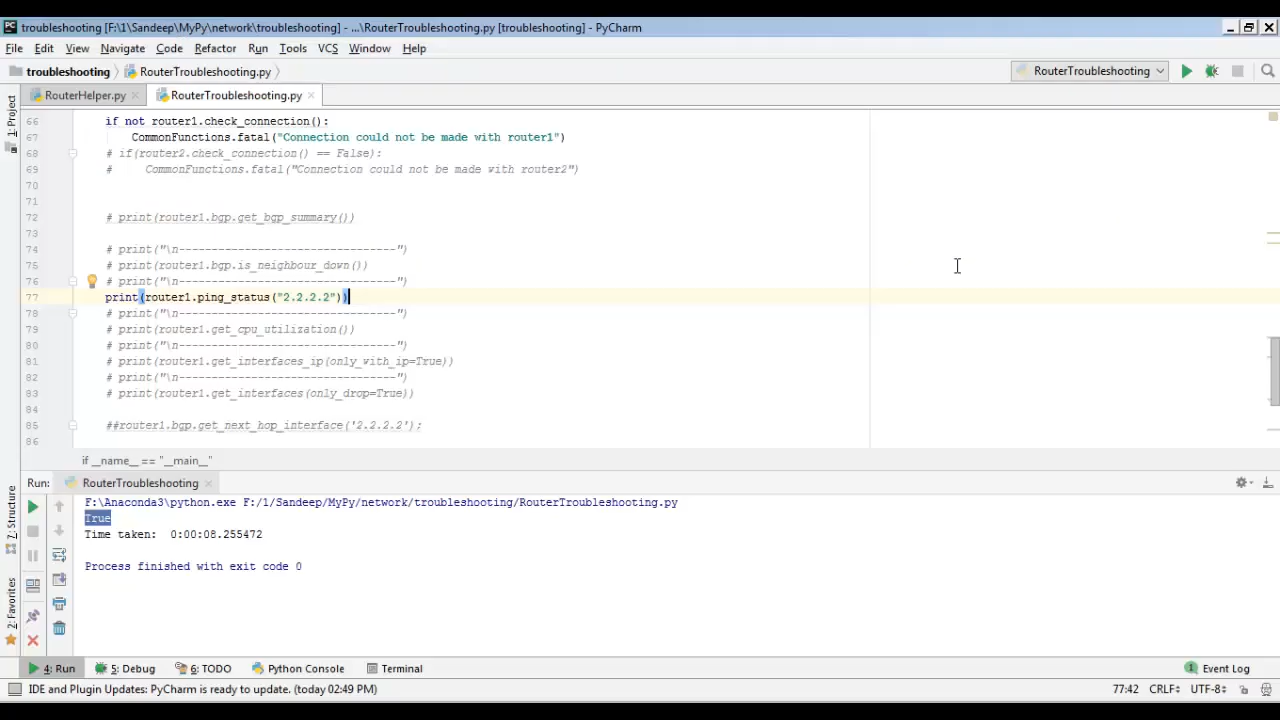 troubleshooting [F:\1\Sandeep\MyPy\network\troubleshooting] - ...\RouterTroubleshooting.py [troubleshooting] - PyCharm
File Edit View Navigate Code Refactor Run Tools VCS Window Help
troubleshooting RouterTroubleshooting.py RouterTroubleshooting
RouterHelper.py RouterTroubleshooting.py
1: Project
66 if not router1.check_connection():
67 CommonFunctions.fatal("Connection could not be made with router1")
68 # if(router2.check_connection() == False):
69 #     CommonFunctions.fatal("Connection could not be made with router2")
70
71
72 # print(router1.bgp.get_bgp_summary())
73
74 # print("\n---------------------------------")
75 # print(router1.bgp.is_neighbour_down())
76 # print("\n---------------------------------")
77 print(router1.ping_status("2.2.2.2"))
78 # print("\n---------------------------------")
79 # print(router1.get_cpu_utilization())
80 # print("\n---------------------------------")
81 # print(router1.get_interfaces_ip(only_with_ip=True))
82 # print("\n---------------------------------")
83 # print(router1.get_interfaces(only_drop=True))
84
85 ##router1.bgp.get_next_hop_interface('2.2.2.2');
86
if __name__ == "__main__"
Run: RouterTroubleshooting
F:\Anaconda3\python.exe F:/1/Sandeep/MyPy/network/troubleshooting/RouterTroubleshooting.py
True
Time taken:  0:00:08.255472
Process finished with exit code 0
7: Structure
2: Favorites
4: Run 5: Debug 6: TODO Python Console Terminal 1 Event Log
IDE and Plugin Updates: PyCharm is ready to update. (today 02:49 PM) 77:42 CRLF UTF-8